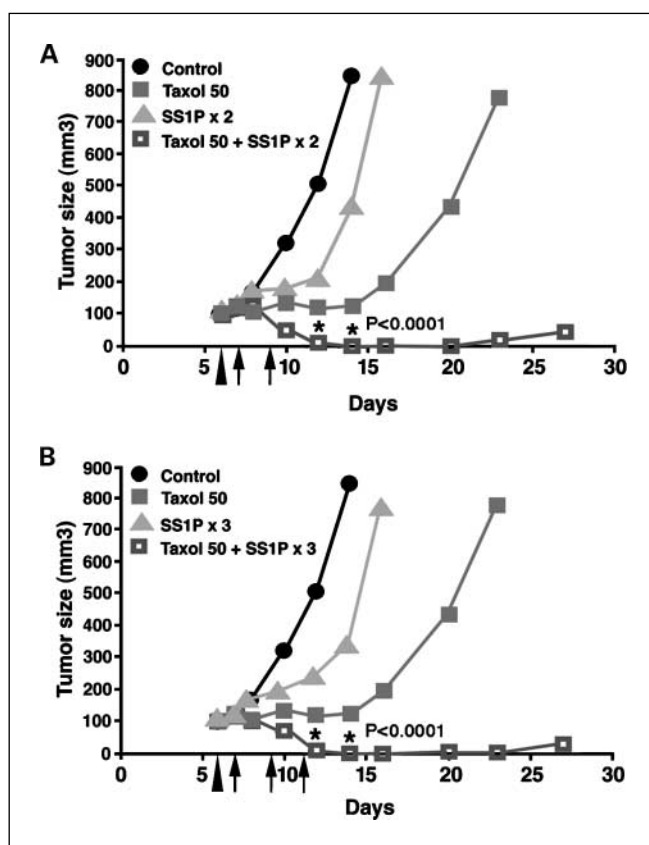 A
Control
Taxol 50
SS1P x 2
Taxol 50 + SS1P x 2
Tumor size (mm3)
900
800
700
600
500
400
300
200
100
0
* * P<0.0001
0 5 10 15 20 25 30
Days
B
Control
Taxol 50
SS1P x 3
Taxol 50 + SS1P x 3
Tumor size (mm3)
900
800
700
600
500
400
300
200
100
0
* * P<0.0001
0 5 10 15 20 25 30
Days